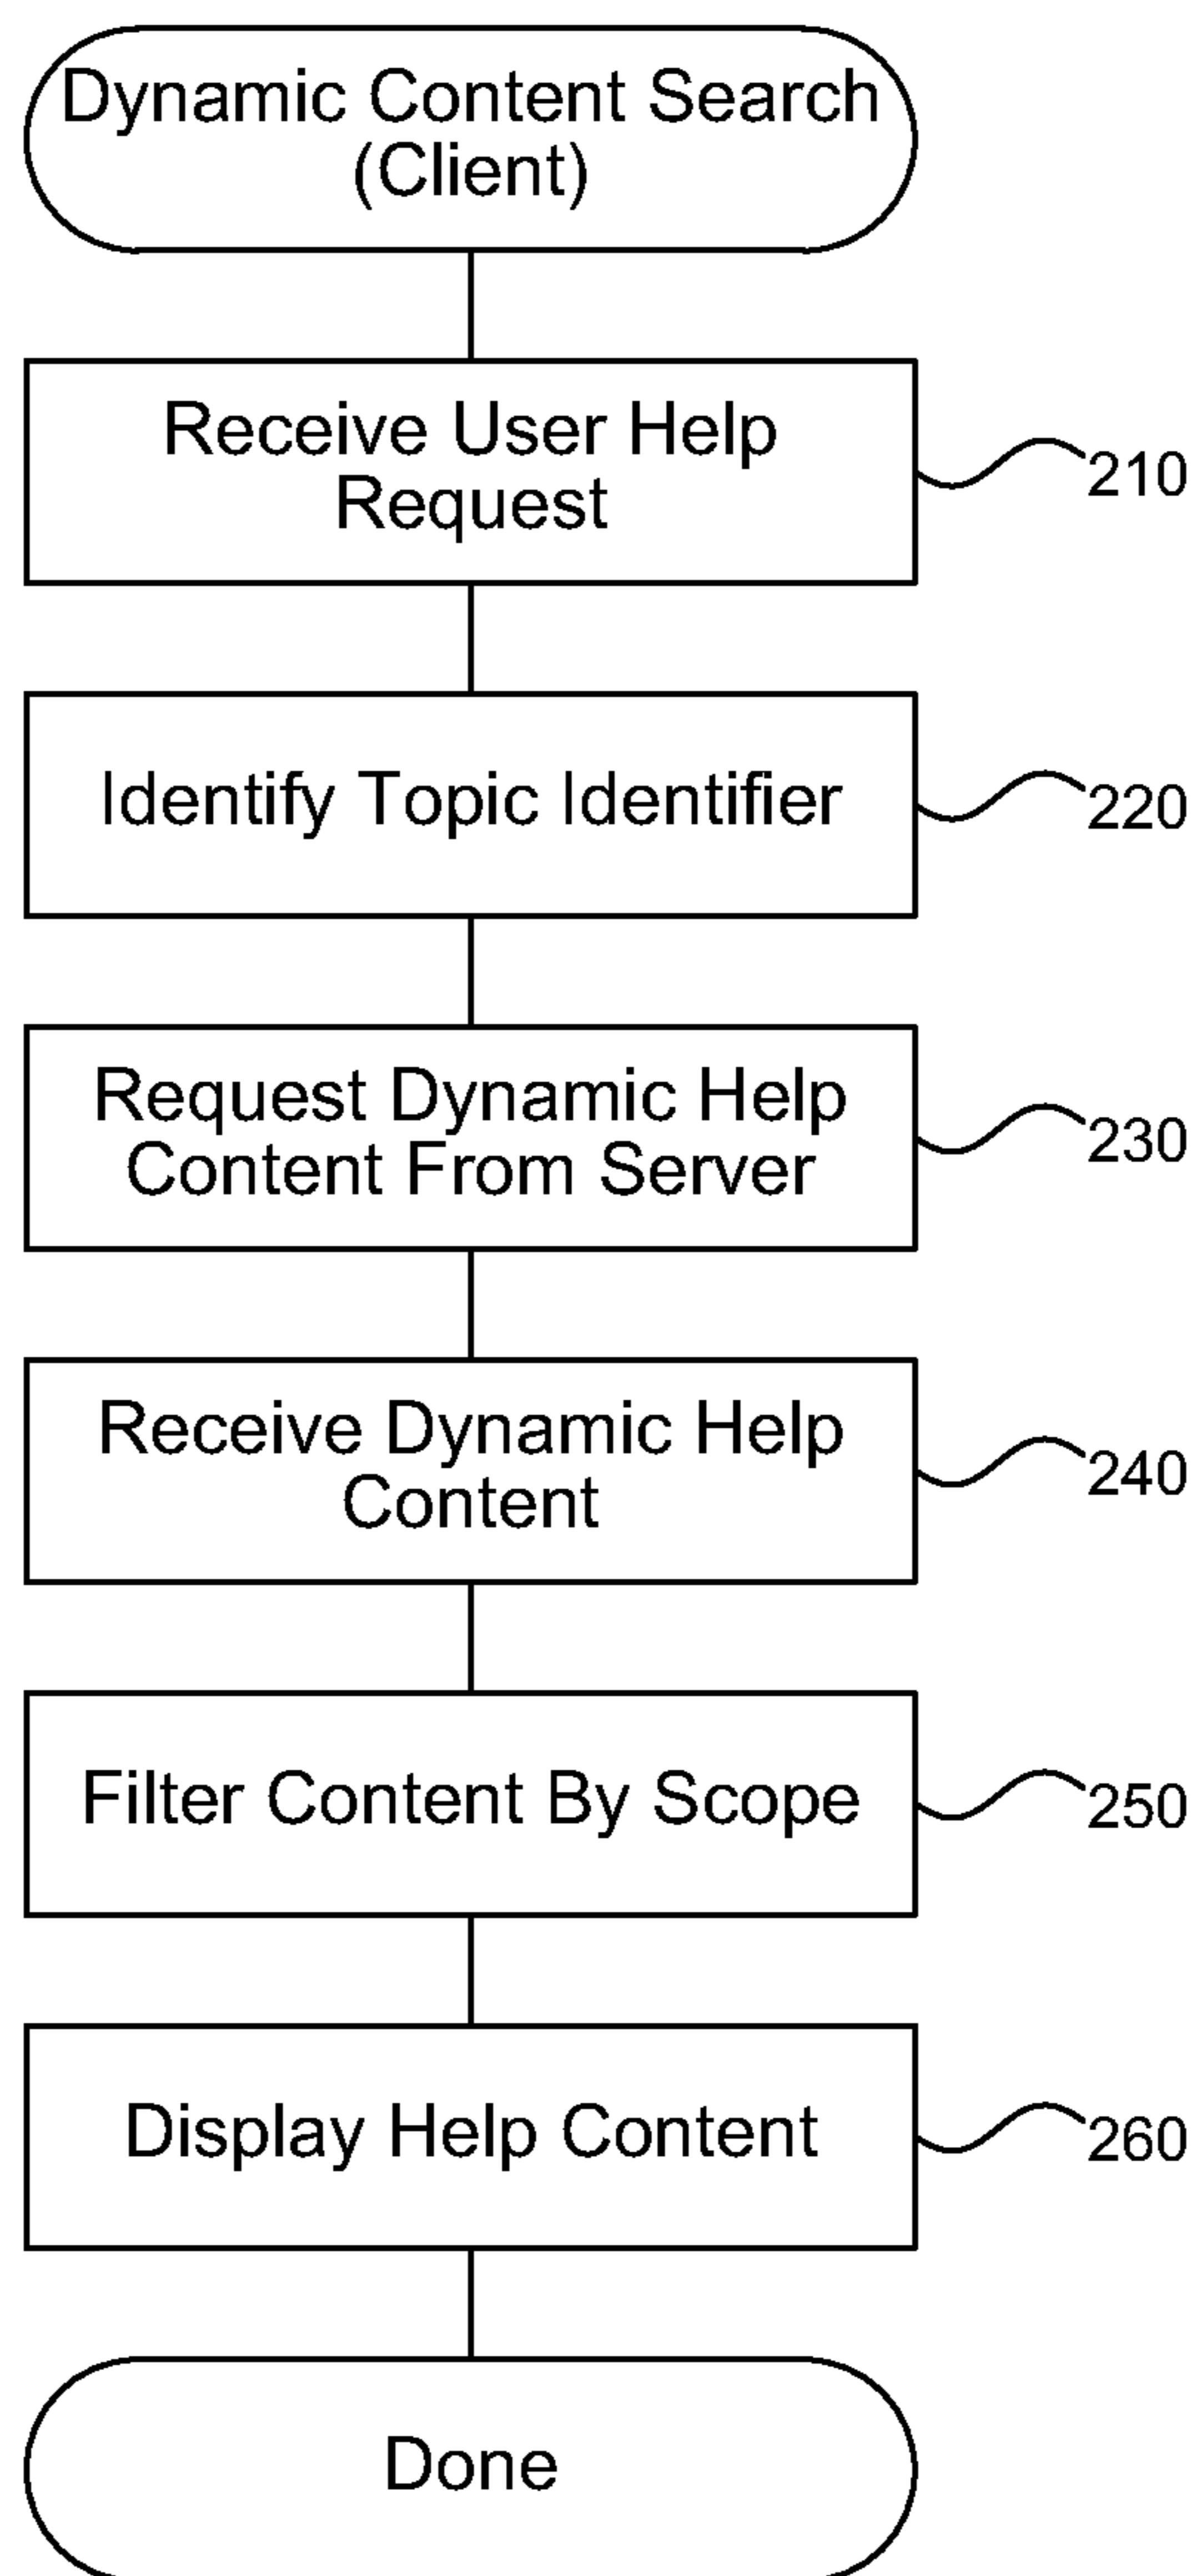 Dynamic Content Search
(Client)
Receive User Help
Request
210
Identify Topic Identifier
220
Request Dynamic Help
Content From Server
230
Receive Dynamic Help
Content
240
Filter Content By Scope
250
Display Help Content
260
Done